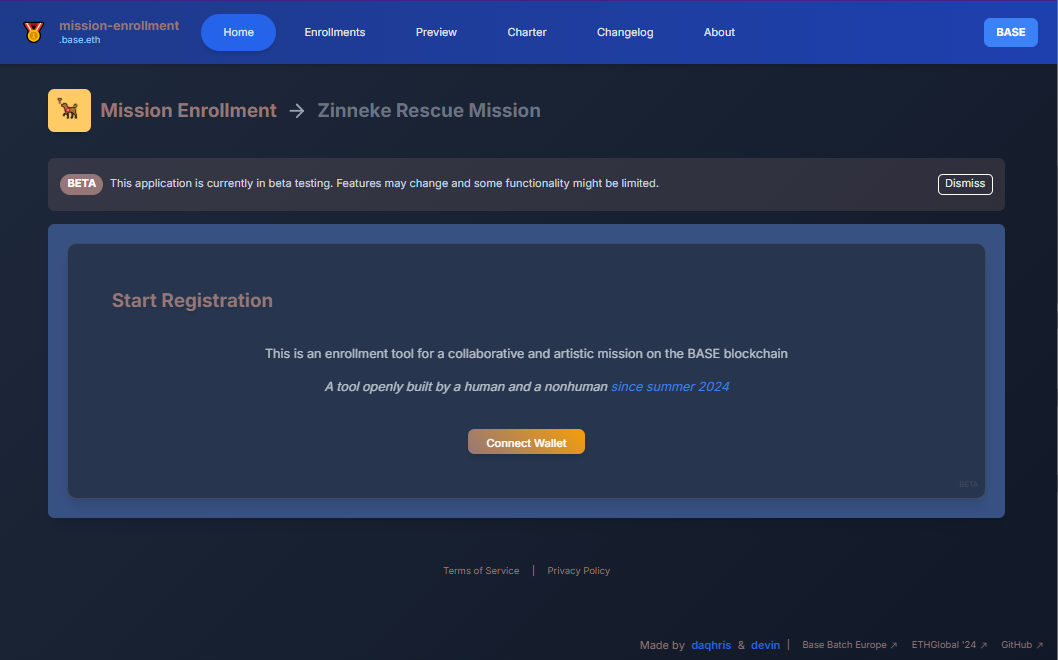 mission-enrollment
.base.eth
Home Enrollments Preview Charter Changelog About BASE
Mission Enrollment → Zinneke Rescue Mission
BETA This application is currently in beta testing. Features may change and some functionality might be limited. Dismiss
Start Registration
This is an enrollment tool for a collaborative and artistic mission on the BASE blockchain
A tool openly built by a human and a nonhuman since summer 2024
Connect Wallet
BETA
Terms of Service | Privacy Policy
Made by daqhris & devin | Base Batch Europe ↗ ETHGlobal '24 ↗ GitHub ↗